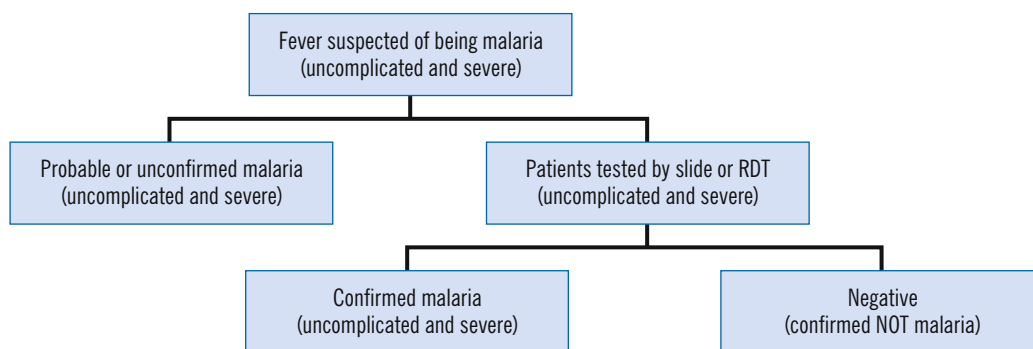 Fever suspected of being malaria
(uncomplicated and severe)
Probable or unconfirmed malaria
(uncomplicated and severe)
Patients tested by slide or RDT
(uncomplicated and severe)
Confirmed malaria
(uncomplicated and severe)
Negative
(confirmed NOT malaria)